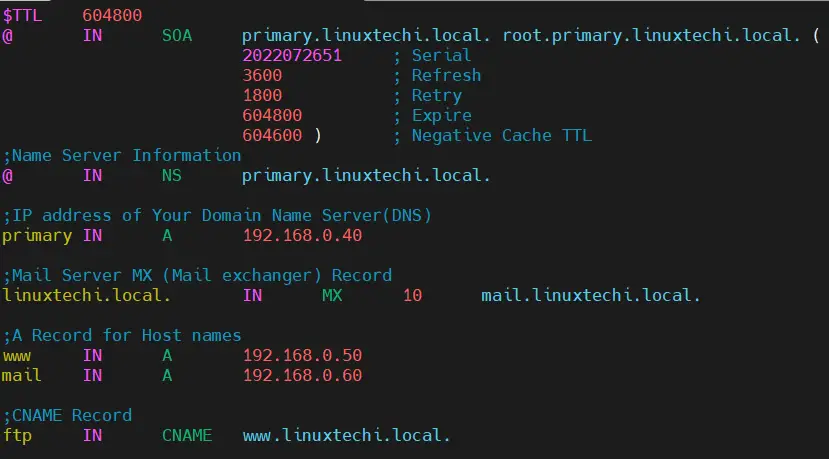 $TTL    604800
@       IN      SOA     primary.linuxtechi.local. root.primary.linuxtechi.local. (
                        2022072651     ; Serial
                        3600           ; Refresh
                        1800           ; Retry
                        604800         ; Expire
                        604600 )       ; Negative Cache TTL
;Name Server Information
@       IN      NS      primary.linuxtechi.local.
;IP address of Your Domain Name Server(DNS)
primary IN      A       192.168.0.40
;Mail Server MX (Mail exchanger) Record
linuxtechi.local.       IN      MX      10      mail.linuxtechi.local.
;A Record for Host names
www     IN      A       192.168.0.50
mail    IN      A       192.168.0.60
;CNAME Record
ftp     IN      CNAME   www.linuxtechi.local.